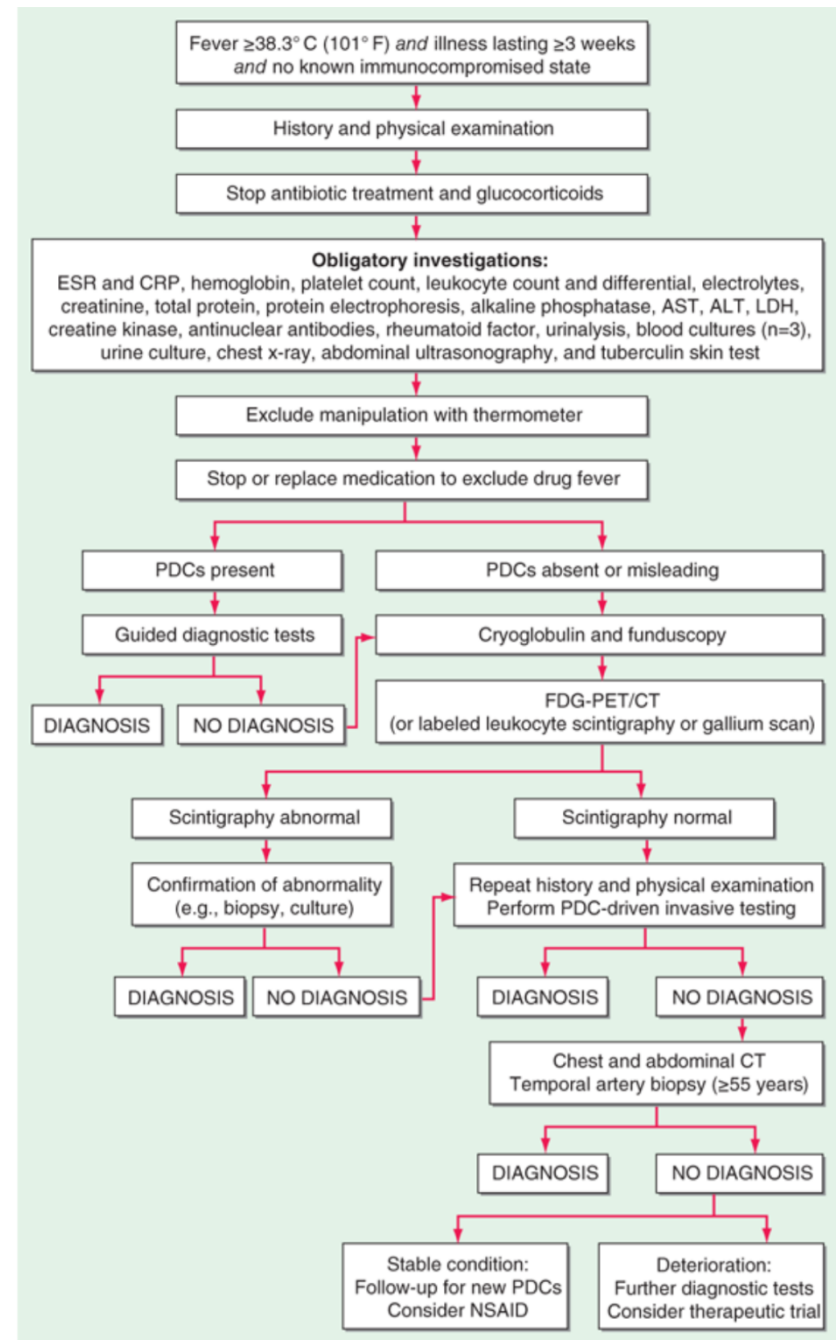 Fever ≥38.3° C (101° F) and illness lasting ≥3 weeks
and no known immunocompromised state
History and physical examination
Stop antibiotic treatment and glucocorticoids
Obligatory investigations:
ESR and CRP, hemoglobin, platelet count, leukocyte count and differential, electrolytes,
creatinine, total protein, protein electrophoresis, alkaline phosphatase, AST, ALT, LDH,
creatine kinase, antinuclear antibodies, rheumatoid factor, urinalysis, blood cultures (n=3),
urine culture, chest x-ray, abdominal ultrasonography, and tuberculin skin test
Exclude manipulation with thermometer
Stop or replace medication to exclude drug fever
PDCs present
PDCs absent or misleading
Guided diagnostic tests
Cryoglobulin and funduscopy
DIAGNOSIS
NO DIAGNOSIS
FDG-PET/CT
(or labeled leukocyte scintigraphy or gallium scan)
Scintigraphy abnormal
Scintigraphy normal
Confirmation of abnormality
(e.g., biopsy, culture)
Repeat history and physical examination
Perform PDC-driven invasive testing
DIAGNOSIS
NO DIAGNOSIS
DIAGNOSIS
NO DIAGNOSIS
Chest and abdominal CT
Temporal artery biopsy (≥55 years)
DIAGNOSIS
NO DIAGNOSIS
Stable condition:
Follow-up for new PDCs
Consider NSAID
Deterioration:
Further diagnostic tests
Consider therapeutic trial